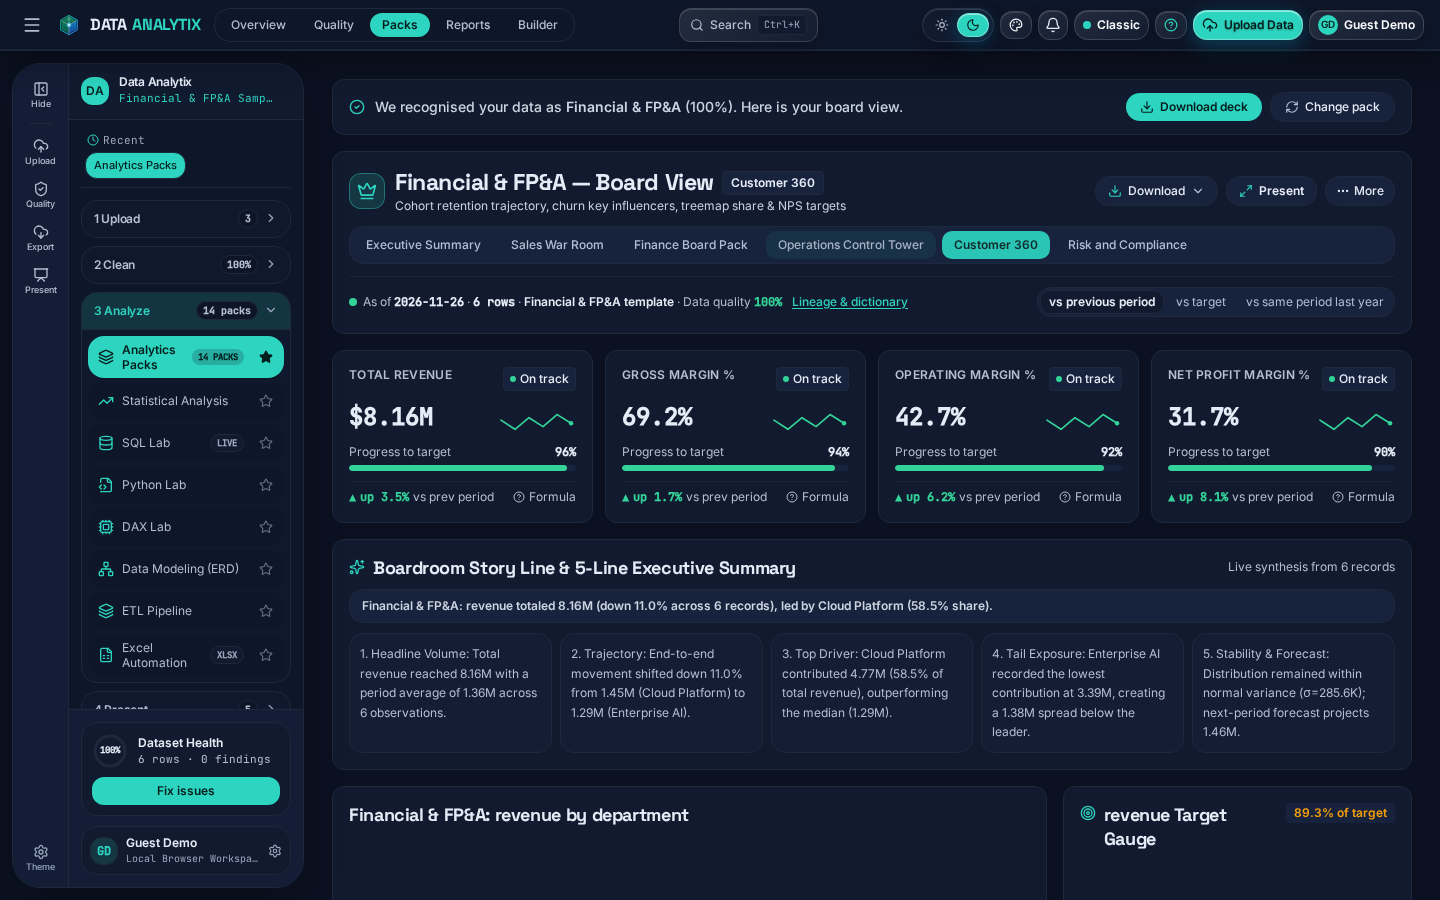 DATA ANALYTIX
Overview
Quality
Packs
Reports
Builder
Search Ctrl+K
Classic
Upload Data
GD Guest Demo
Hide
Upload
Quality
Export
Present
Theme
DA
Data Analytix
Financial & FP&A Samp…
Recent
Analytics Packs
1 Upload 3
2 Clean 100%
3 Analyze 14 packs
Analytics Packs 14 PACKS
Statistical Analysis
SQL Lab LIVE
Python Lab
DAX Lab
Data Modeling (ERD)
ETL Pipeline
Excel Automation XLSX
4 Present 5
100%
Dataset Health
6 rows · 0 findings
Fix issues
GD
Guest Demo
Local Browser Workspa…
We recognised your data as Financial & FP&A (100%). Here is your board view.
Download deck
Change pack
Financial & FP&A — Board View Customer 360
Cohort retention trajectory, churn key influencers, treemap share & NPS targets
Download
Present
··· More
Executive Summary
Sales War Room
Finance Board Pack
Operations Control Tower
Customer 360
Risk and Compliance
As of 2026-11-26 · 6 rows · Financial & FP&A template · Data quality 100% Lineage & dictionary
vs previous period
vs target
vs same period last year
TOTAL REVENUE On track
$8.16M
Progress to target 96%
▲ up 3.5% vs prev period Formula
GROSS MARGIN % On track
69.2%
Progress to target 94%
▲ up 1.7% vs prev period Formula
OPERATING MARGIN % On track
42.7%
Progress to target 92%
▲ up 6.2% vs prev period Formula
NET PROFIT MARGIN % On track
31.7%
Progress to target 90%
▲ up 8.1% vs prev period Formula
Boardroom Story Line & 5-Line Executive Summary
Live synthesis from 6 records
Financial & FP&A: revenue totaled 8.16M (down 11.0% across 6 records), led by Cloud Platform (58.5% share).
1. Headline Volume: Total
revenue reached 8.16M with a
period average of 1.36M across
6 observations.
2. Trajectory: End-to-end
movement shifted down 11.0%
from 1.45M (Cloud Platform) to
1.29M (Enterprise AI).
3. Top Driver: Cloud Platform
contributed 4.77M (58.5% of
total revenue), outperforming
the median (1.29M).
4. Tail Exposure: Enterprise AI
recorded the lowest
contribution at 3.39M, creating
a 1.38M spread below the
leader.
5. Stability & Forecast:
Distribution remained within
normal variance (σ=285.6K);
next-period forecast projects
1.46M.
Financial & FP&A: revenue by department
revenue Target
Gauge
89.3% of target